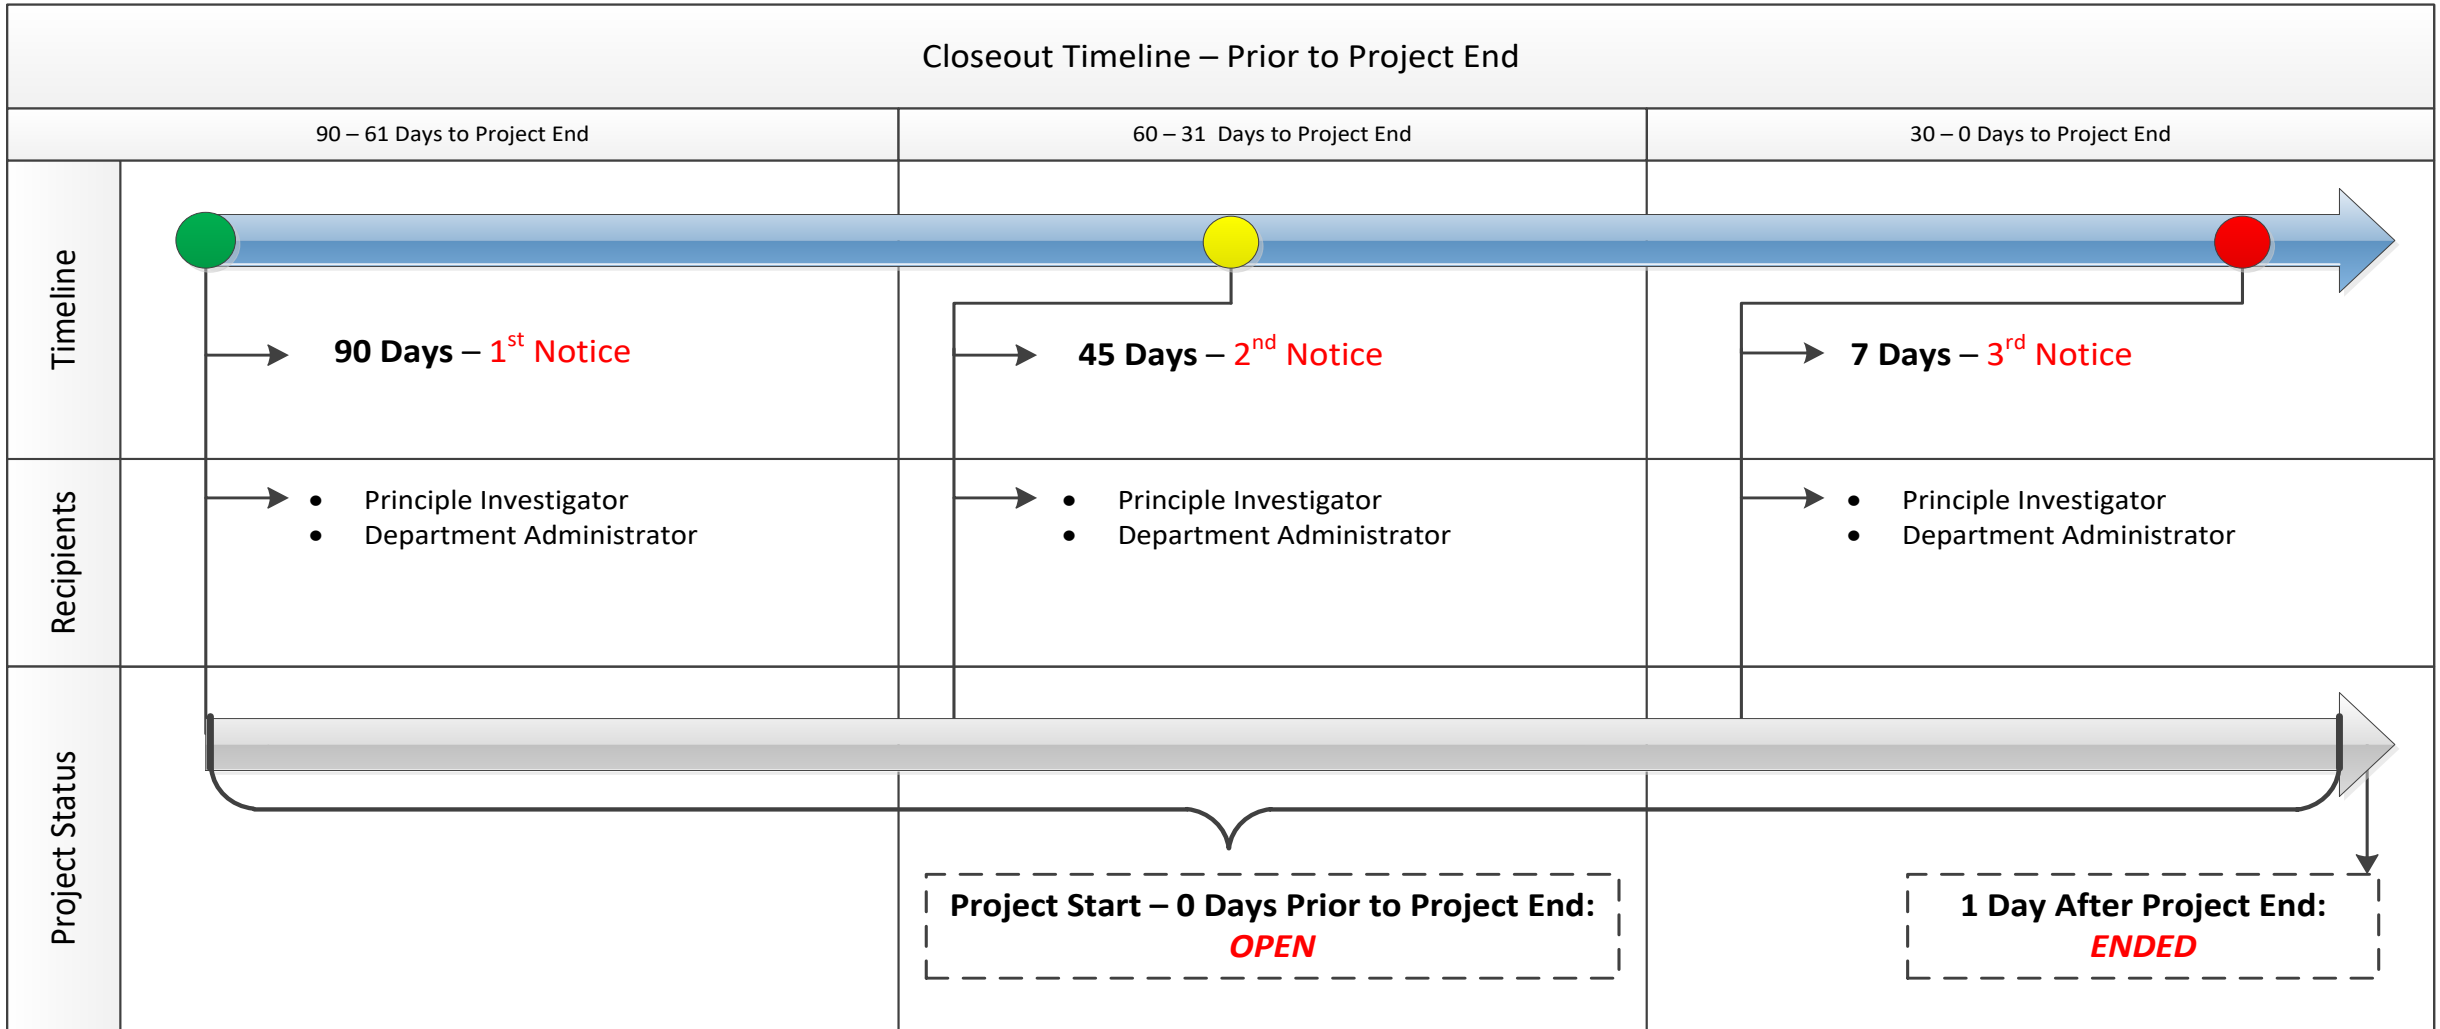 Closeout Timeline – Prior to Project End
90 – 61 Days to Project End
60 – 31 Days to Project End
30 – 0 Days to Project End
Timeline
90 Days – 1st Notice
45 Days – 2nd Notice
7 Days – 3rd Notice
Recipients
• Principle Investigator
• Department Administrator
• Principle Investigator
• Department Administrator
• Principle Investigator
• Department Administrator
Project Status
Project Start – 0 Days Prior to Project End:
OPEN
1 Day After Project End:
ENDED